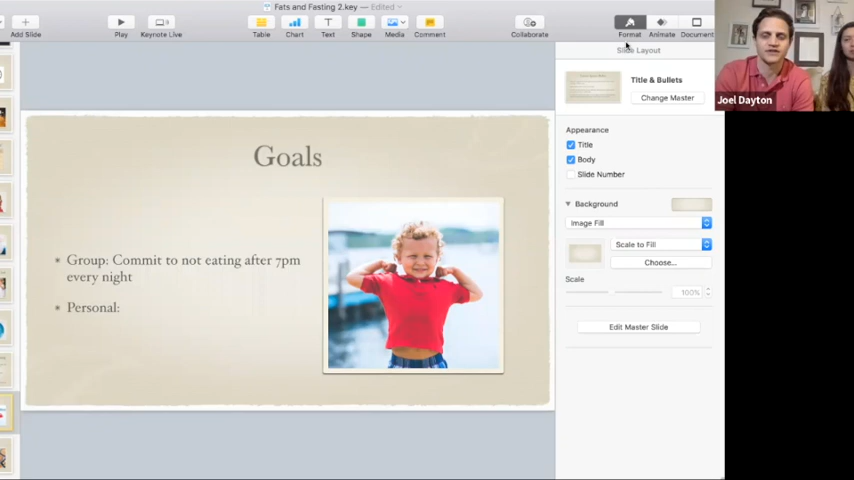 Fats and Fasting 2.key — Edited
Add Slide
Play
Keynote Live
Table
Chart
Text
Shape
Media
Comment
Collaborate
Format
Animate
Document
Slide Layout
Title & Bullets
Change Master
Joel Dayton
Appearance
Title
Body
Slide Number
Background
Image Fill
Scale to Fill
Choose...
Scale
100%
Edit Master Slide
Goals
* Group: Commit to not eating after 7pm
every night
* Personal: